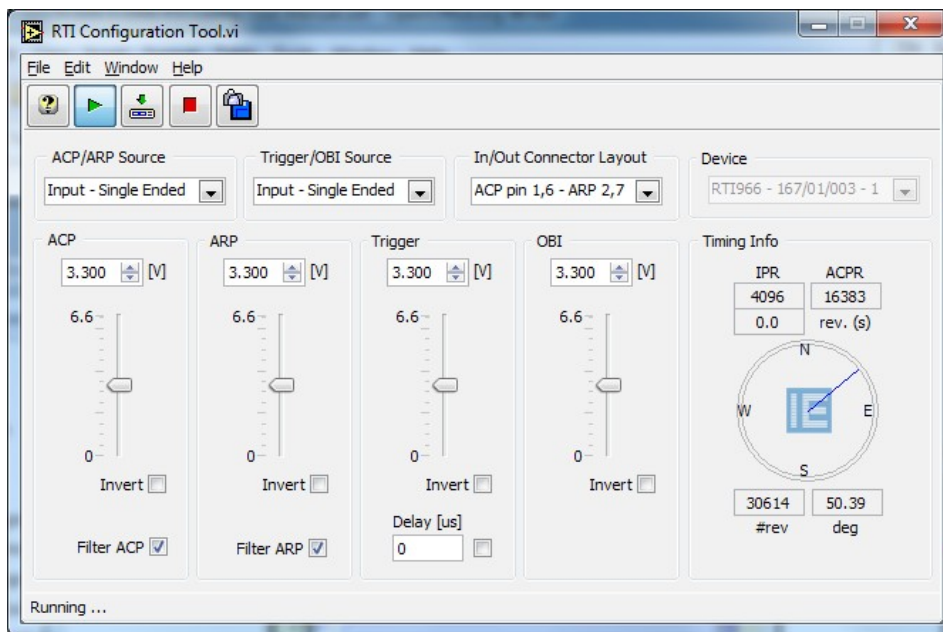 RTI Configuration Tool.vi
File Edit Window Help
ACP/ARP Source
Input - Single Ended
Trigger/OBI Source
Input - Single Ended
In/Out Connector Layout
ACP pin 1,6 - ARP 2,7
Device
RTI966 - 167/01/003 - 1
ACP
3.300 [V]
6.6
0
Invert
Filter ACP
ARP
3.300 [V]
6.6
0
Invert
Filter ARP
Trigger
3.300 [V]
6.6
0
Invert
Delay [us]
0
OBI
3.300 [V]
6.6
0
Invert
Timing Info
IPR ACPR
4096 16383
0.0 rev. (s)
N
W E
S
30614 50.39
#rev deg
Running ...